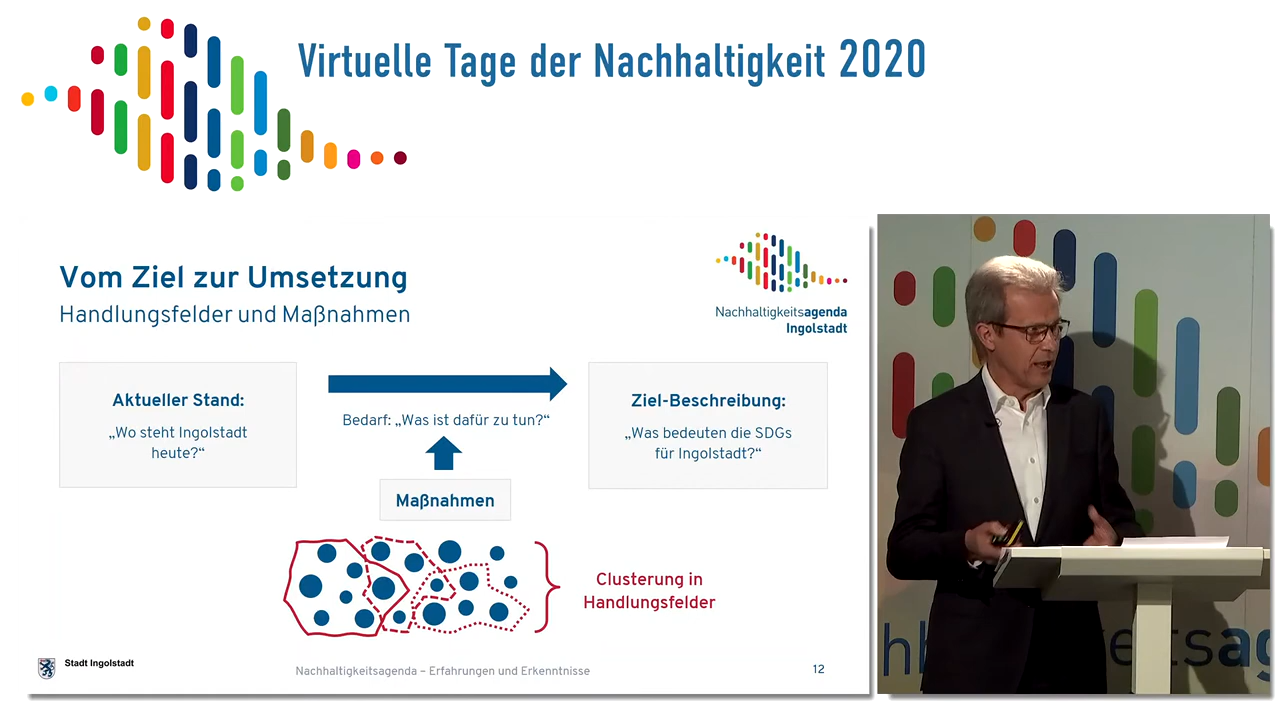 Virtuelle Tage der Nachhaltigkeit 2020
Vom Ziel zur Umsetzung
Handlungsfelder und Maßnahmen
Nachhaltigkeitsagenda
Ingolstadt
Aktueller Stand:
„Wo steht Ingolstadt
heute?“
Bedarf: „Was ist dafür zu tun?“
Ziel-Beschreibung:
„Was bedeuten die SDGs
für Ingolstadt?“
Maßnahmen
Clusterung in
Handlungsfelder
Stadt Ingolstadt
Nachhaltigkeitsagenda – Erfahrungen und Erkenntnisse
12